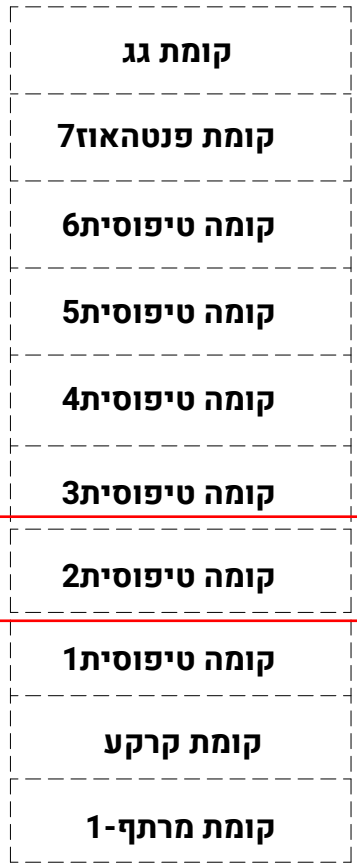 קומת גג
קומת פנטהאוז7
קומה טיפוסית6
קומה טיפוסית5
קומה טיפוסית4
קומה טיפוסית3
קומה טיפוסית2
קומה טיפוסית1
קומת קרקע
קומת מרתף-1